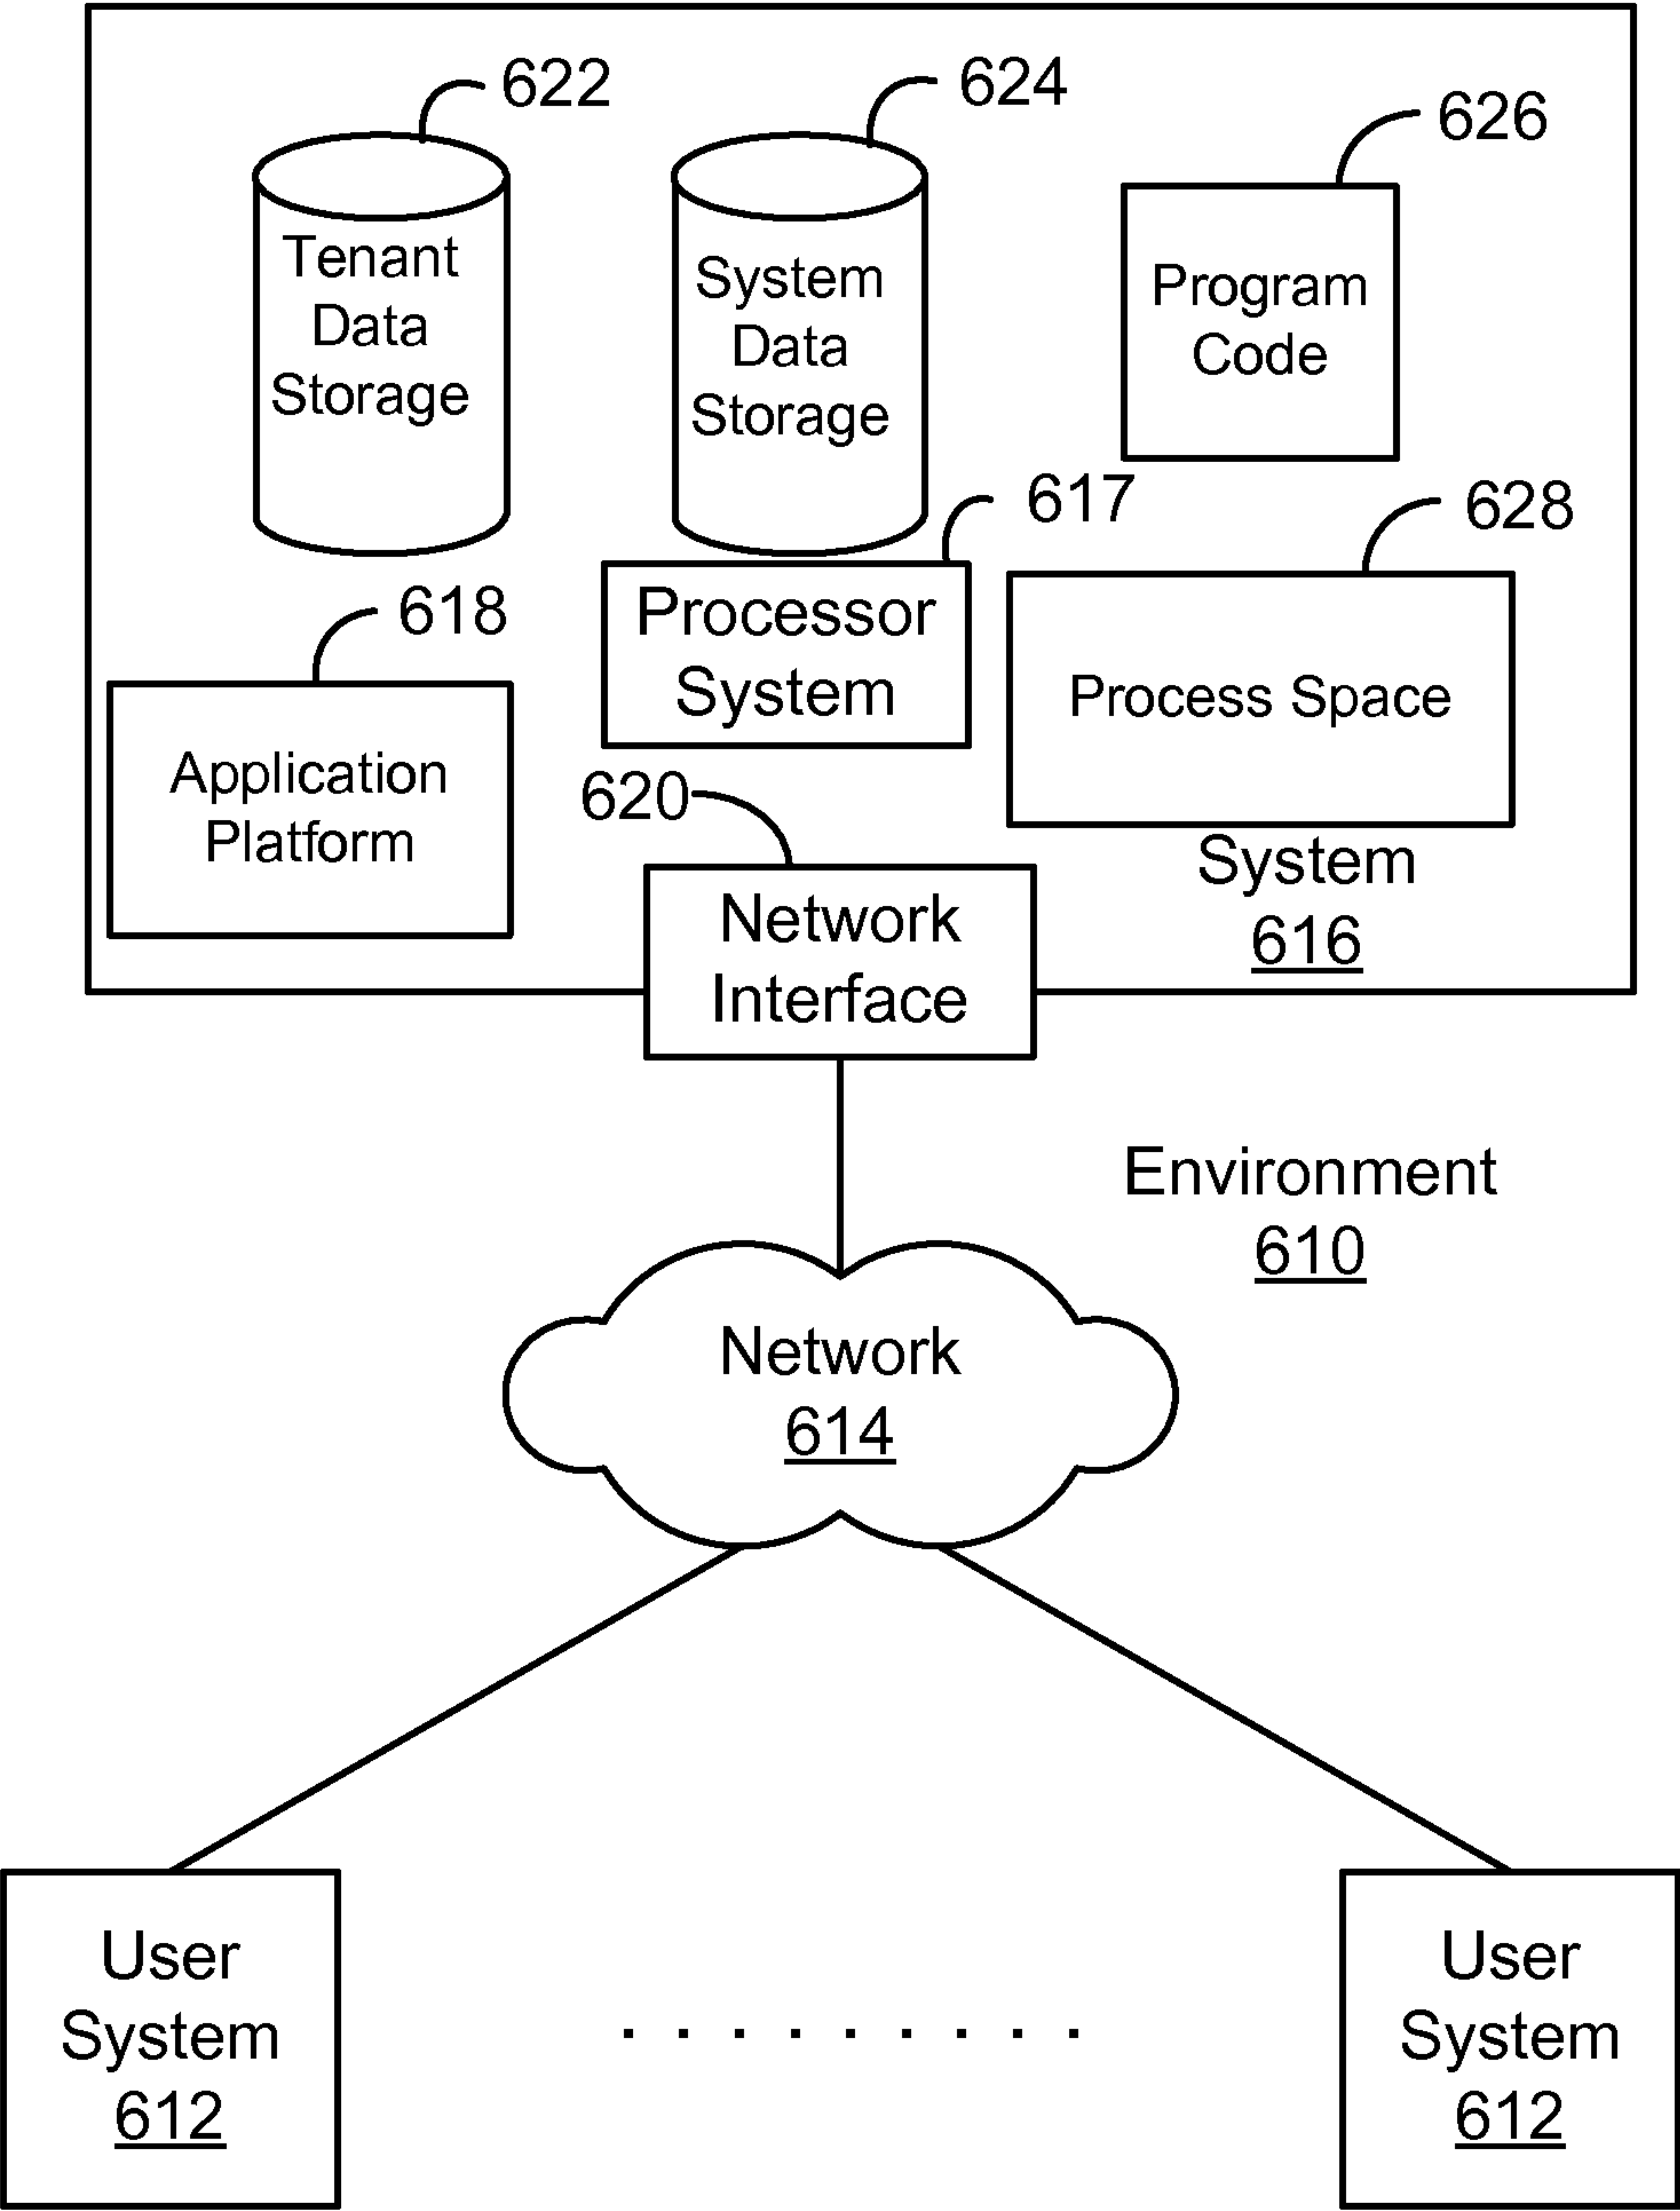 622
624
626
Tenant
Data
Storage
System
Data
Storage
Program
Code
617
628
618
Processor
System
Process Space
Application
Platform
620
System
616
Network
Interface
Environment
610
Network
614
User
System
612
. . . . . . . . .
User
System
612